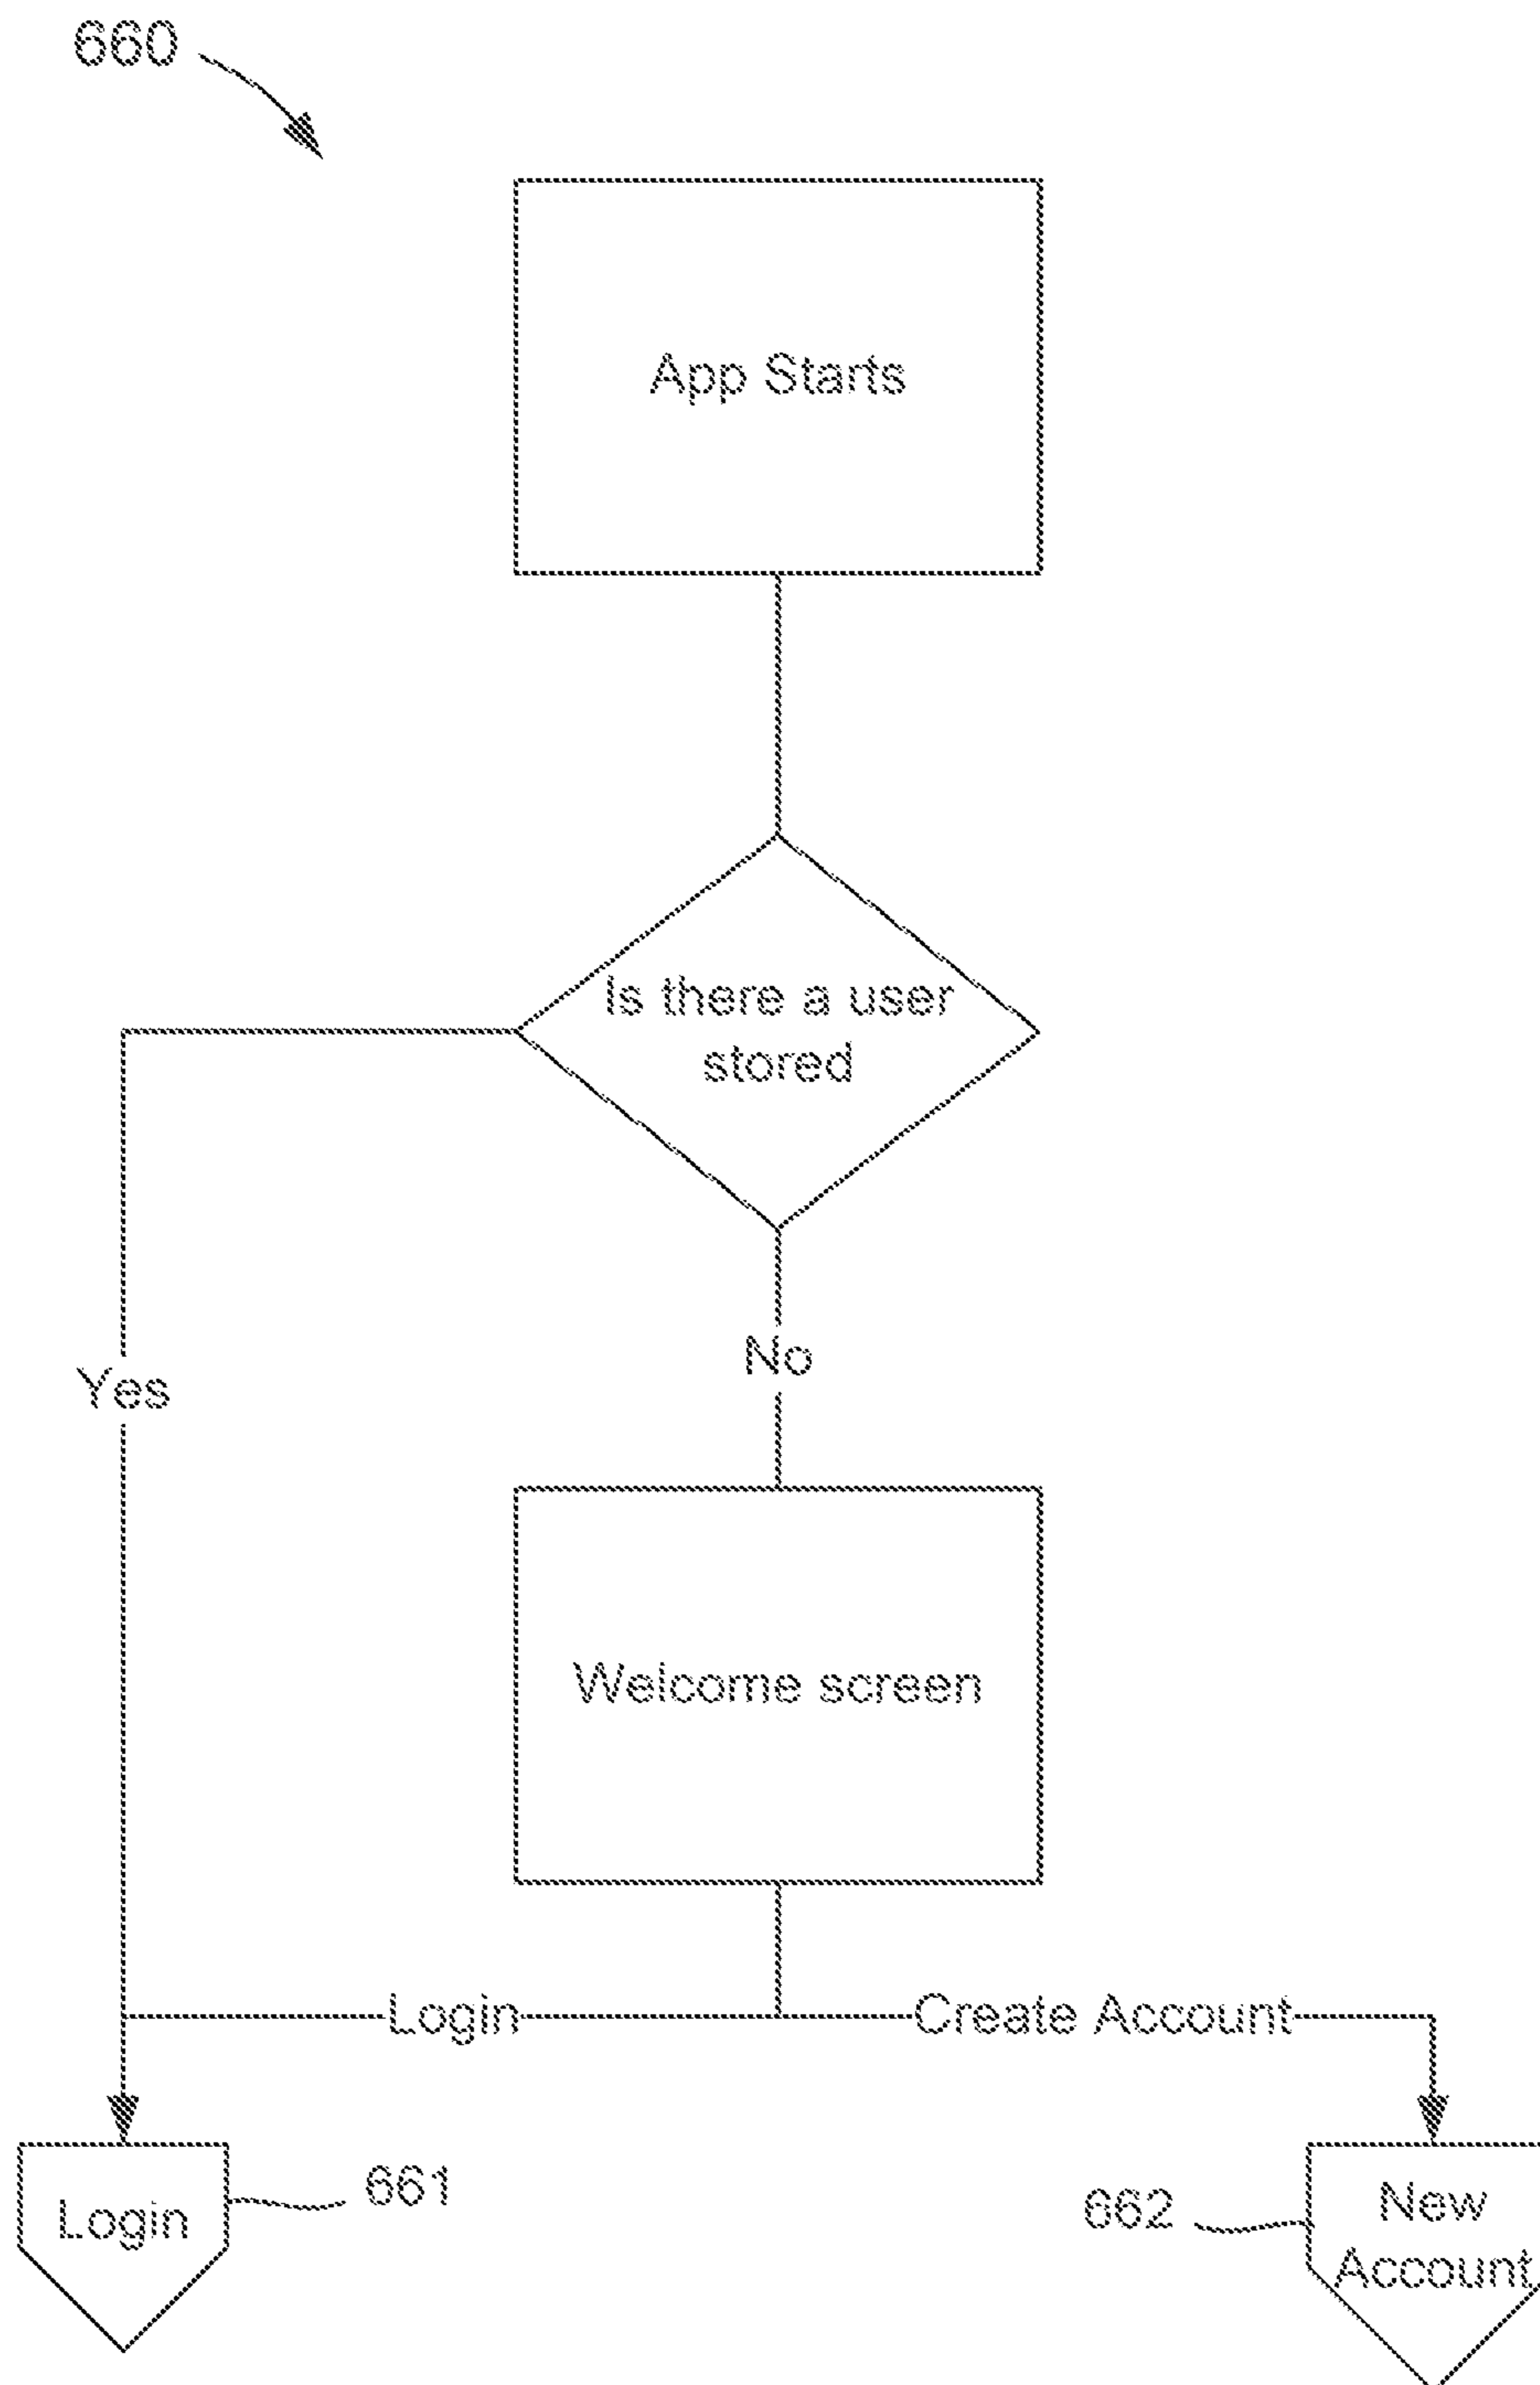 660
App Starts
Is there a user
stored
No
Yes
Welcome screen
Login
Create Account
Login
661
662
New
Account